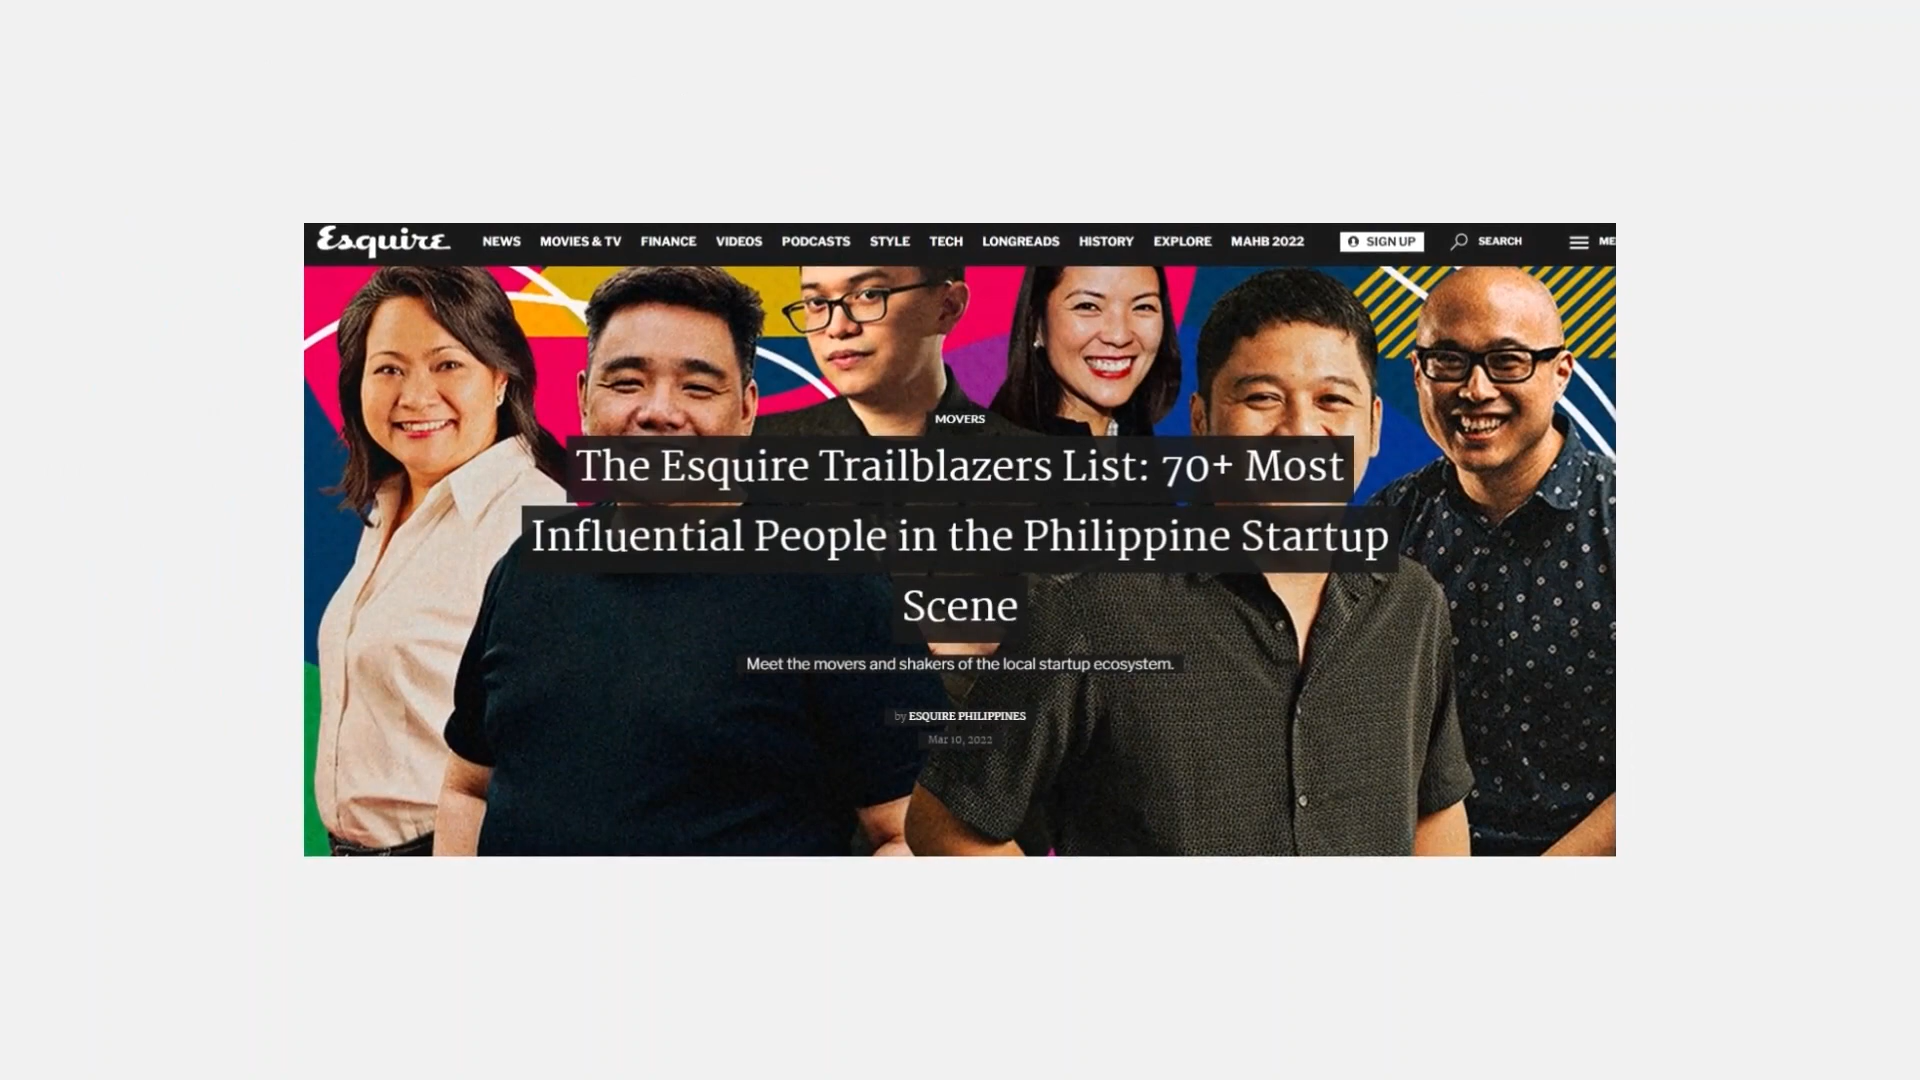 Esquire NEWS MOVIES & TV FINANCE VIDEOS PODCASTS STYLE TECH LONGREADS HISTORY EXPLORE MAHB 2022 SIGN UP SEARCH ME
MOVERS
The Esquire Trailblazers List: 70+ Most
Influential People in the Philippine Startup
Scene
Meet the movers and shakers of the local startup ecosystem.
by ESQUIRE PHILIPPINES
Mar 10, 2022